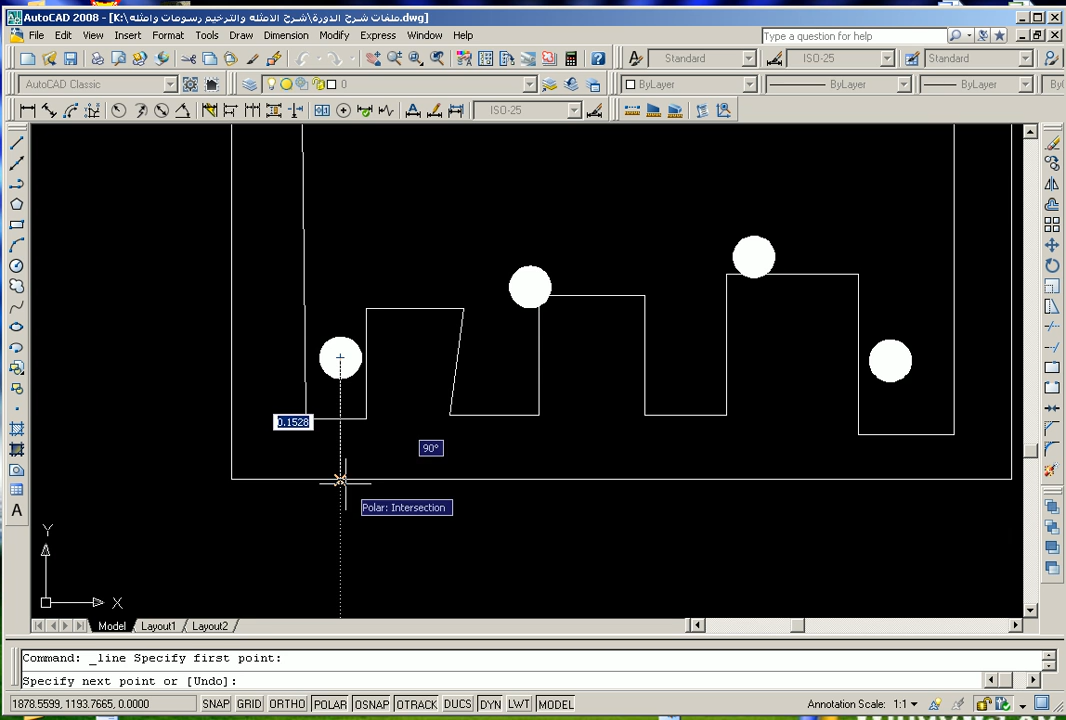 AutoCAD 2008 - [K:\ملفات شرح الدورة\شرح الامثله والترخيم رسومات وامثله.dwg]
File Edit View Insert Format Tools Draw Dimension Modify Express Window Help
Type a question for help
Standard ISO-25 Standard
AutoCAD Classic 0 ByLayer ByLayer ByLayer
ISO-25
0.1528
90°
Polar: Intersection
Y
X
A
Model Layout1 Layout2
Command: _line Specify first point:
Specify next point or [Undo]:
1878.5599, 1193.7665, 0.0000 SNAP GRID ORTHO POLAR OSNAP OTRACK DUCS DYN LWT MODEL Annotation Scale: 1:1